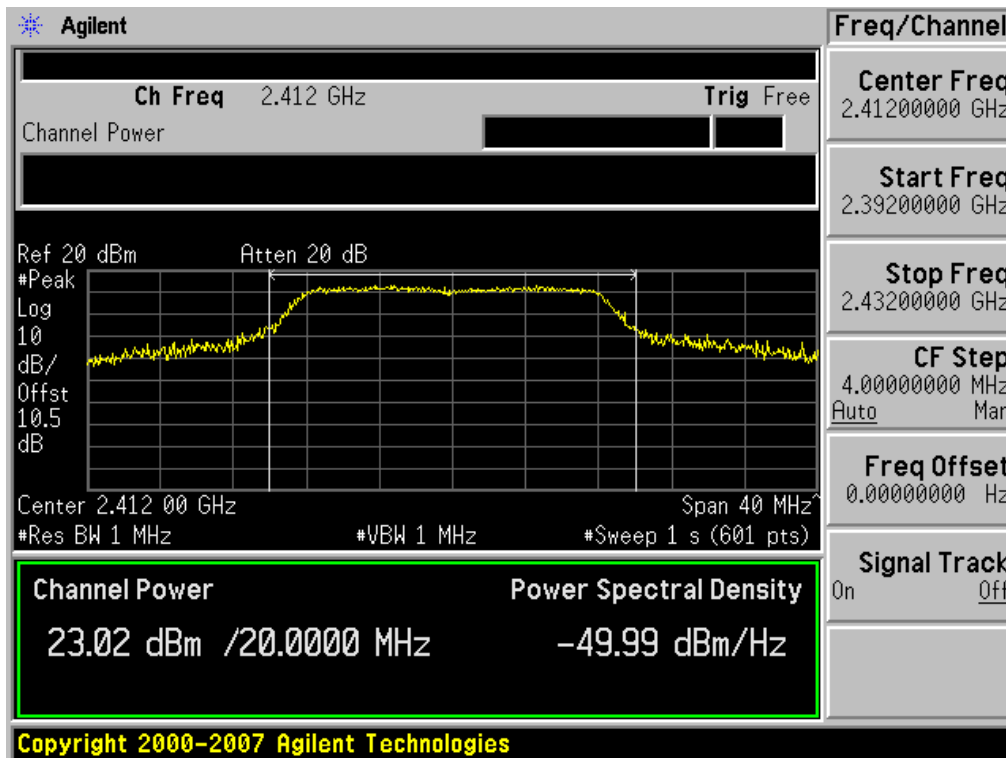 Agilent
Freq/Channel
Ch Freq 2.412 GHz Trig Free
Channel Power
Center Freq
2.41200000 GHz
Start Freq
2.39200000 GHz
Stop Freq
2.43200000 GHz
CF Step
4.00000000 MHz
Auto Man
Freq Offset
0.00000000 Hz
Signal Track
On Off
Ref 20 dBm Atten 20 dB
#Peak
Log
10
dB/
Offst
10.5
dB
Center 2.412 00 GHz Span 40 MHz^
#Res BW 1 MHz #VBW 1 MHz #Sweep 1 s (601 pts)
Channel Power Power Spectral Density
23.02 dBm /20.0000 MHz -49.99 dBm/Hz
Copyright 2000-2007 Agilent Technologies